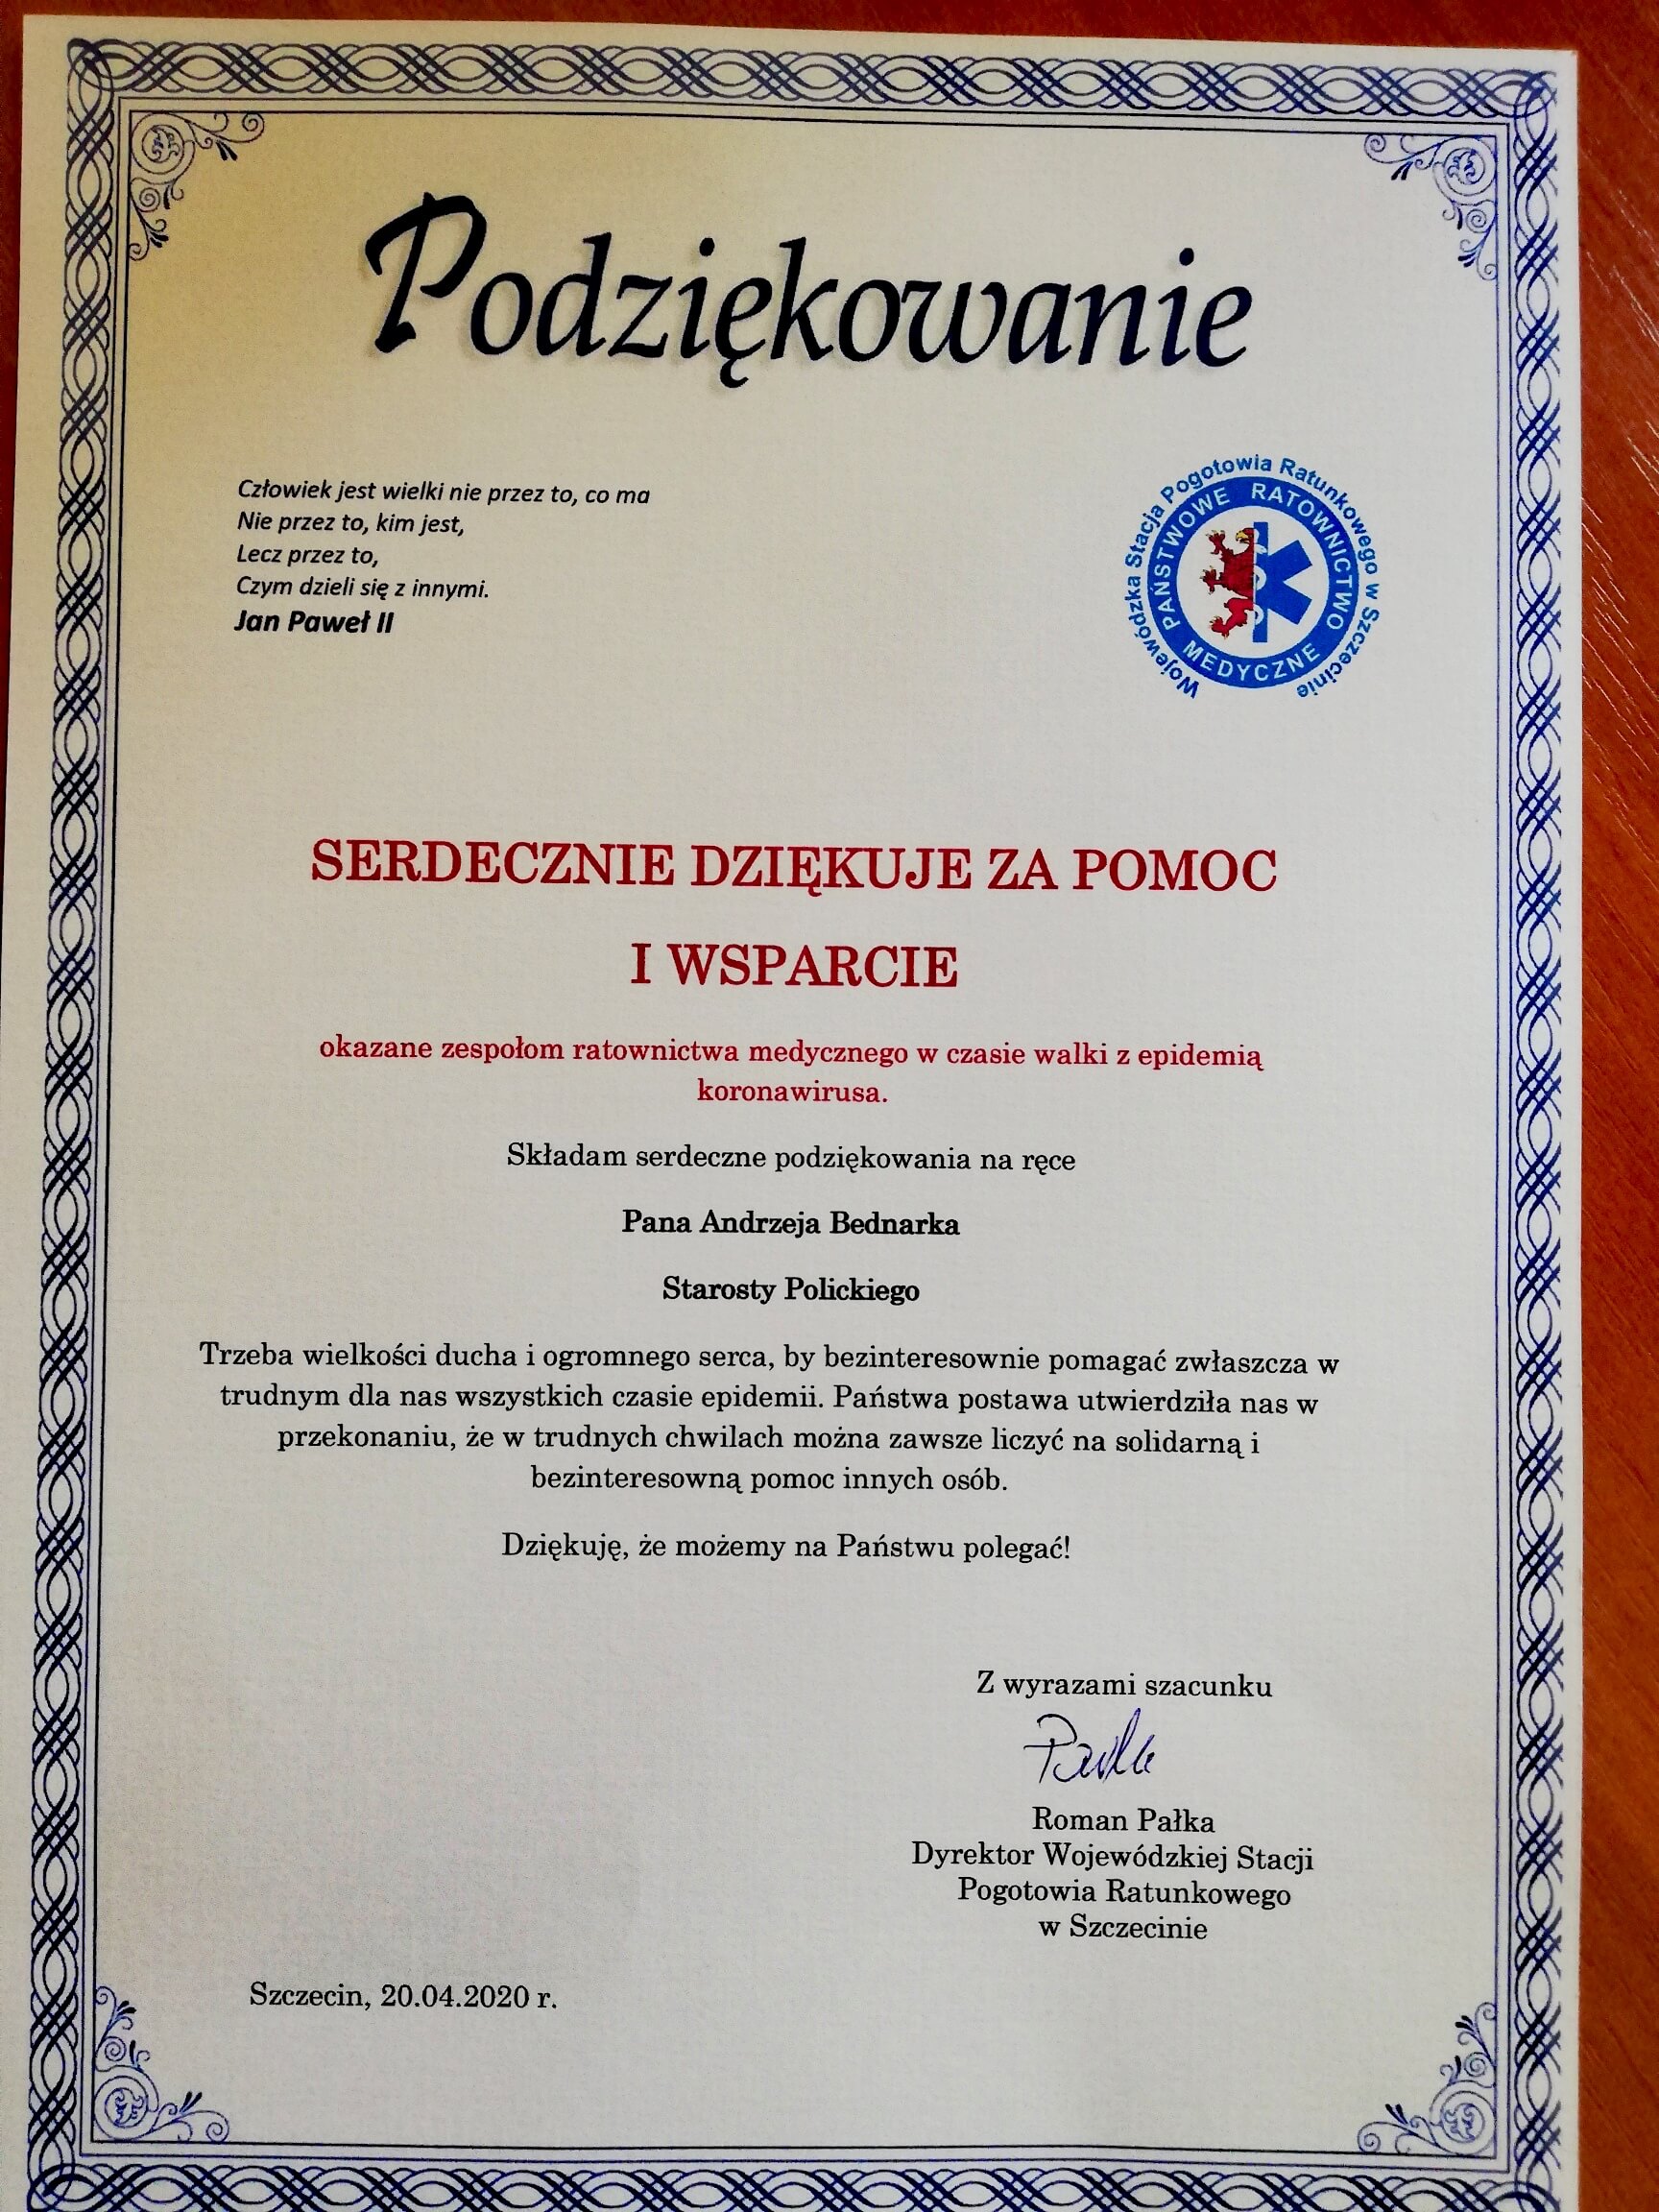 Podziękowanie
Człowiek jest wielki nie przez to, co ma
Nie przez to, kim jest,
Lecz przez to,
Czym dzieli się z innymi.
Jan Paweł II
Wojewódzka Stacja Pogotowia Ratunkowego w Szczecinie
PAŃSTWOWE RATOWNICTWO
MEDYCZNE
SERDECZNIE DZIĘKUJE ZA POMOC
I WSPARCIE
okazane zespołom ratownictwa medycznego w czasie walki z epidemią
koronawirusa.
Składam serdeczne podziękowania na ręce
Pana Andrzeja Bednarka
Starosty Polickiego
Trzeba wielkości ducha i ogromnego serca, by bezinteresownie pomagać zwłaszcza w
trudnym dla nas wszystkich czasie epidemii. Państwa postawa utwierdziła nas w
przekonaniu, że w trudnych chwilach można zawsze liczyć na solidarną i
bezinteresowną pomoc innych osób.
Dziękuję, że możemy na Państwu polegać!
Z wyrazami szacunku
Roman Pałka
Dyrektor Wojewódzkiej Stacji
Pogotowia Ratunkowego
w Szczecinie
Szczecin, 20.04.2020 r.